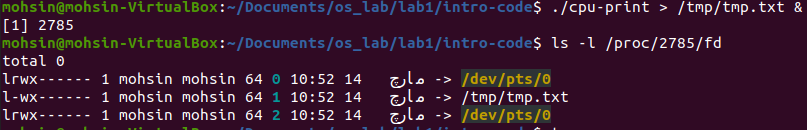 mohsin@mohsin-VirtualBox:~/Documents/os_lab/lab1/intro-code$ ./cpu-print > /tmp/tmp.txt &
[1] 2785
mohsin@mohsin-VirtualBox:~/Documents/os_lab/lab1/intro-code$ ls -l /proc/2785/fd
total 0
lrwx------ 1 mohsin mohsin 64 0 10:52 14 مارچ -> /dev/pts/0
l-wx------ 1 mohsin mohsin 64 1 10:52 14 مارچ -> /tmp/tmp.txt
lrwx------ 1 mohsin mohsin 64 2 10:52 14 مارچ -> /dev/pts/0